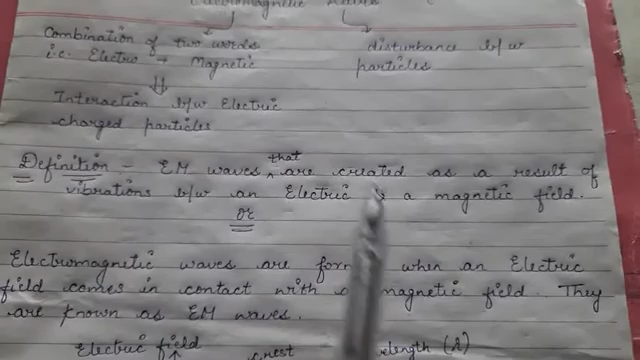 Electromagnetic Waves
Combination of two words disturbance b/w
i.e. Electro + Magnetic particles
Interaction b/w Electric
charged particles
Definition - EM waves that are created as a result of
vibrations b/w an Electric & a magnetic field.
or
Electromagnetic waves are when an Electric
field comes in contact with magnetic field. They
are known as EM waves.
Electric field crest (λ)